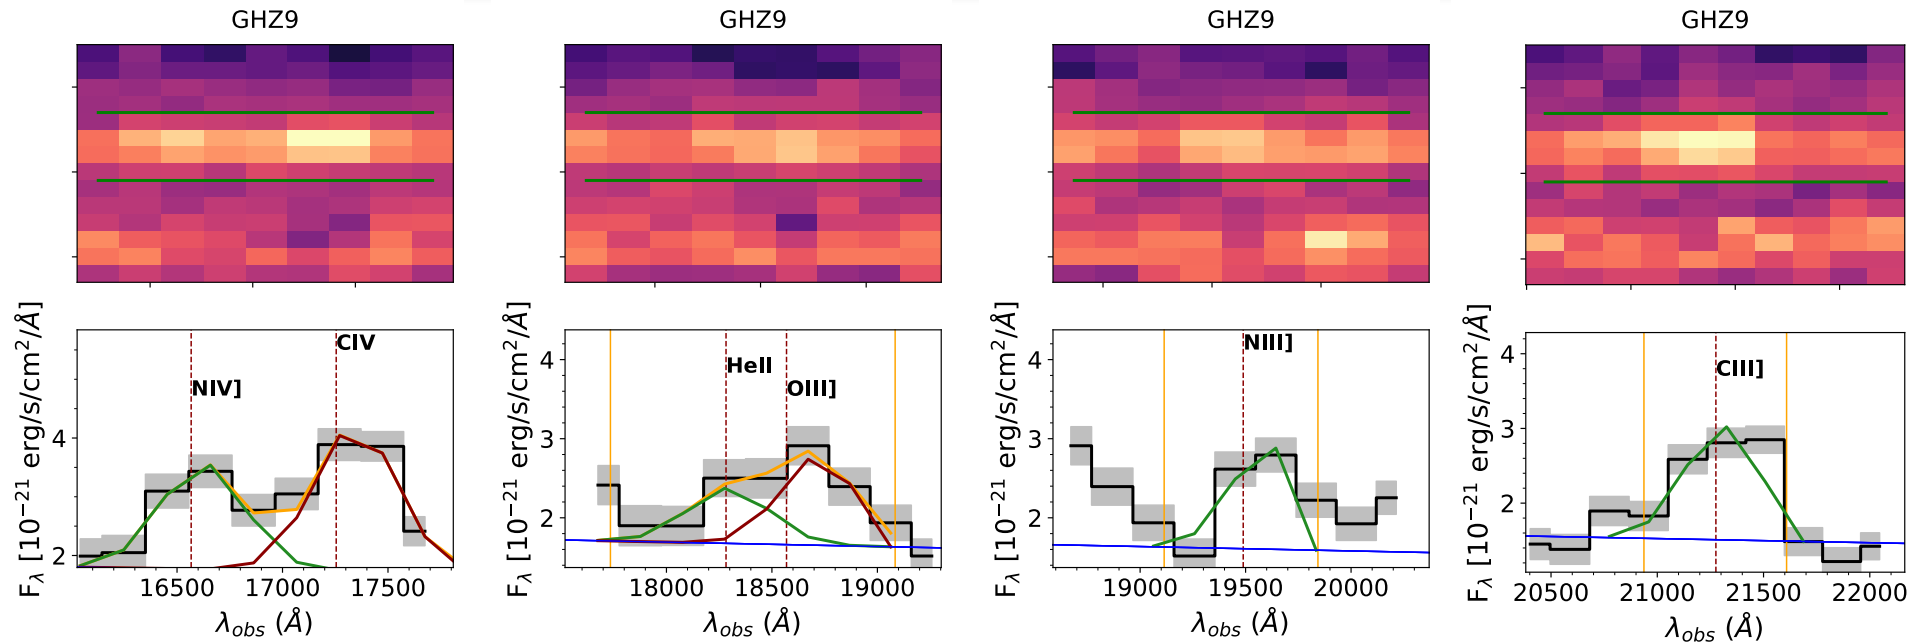 GHZ9
GHZ9
GHZ9
GHZ9
F_λ [10^−21 erg/s/cm^2/Å]
4
2
CIV
NIV]
16500 17000 17500
λ_obs (Å)
F_λ [10^−21 erg/s/cm^2/Å]
4
3
2
HeII
OIII]
18000 18500 19000
λ_obs (Å)
F_λ [10^−21 erg/s/cm^2/Å]
4
3
2
NIII]
19000 19500 20000
λ_obs (Å)
F_λ [10^−21 erg/s/cm^2/Å]
4
3
2
CIII]
20500 21000 21500 22000
λ_obs (Å)